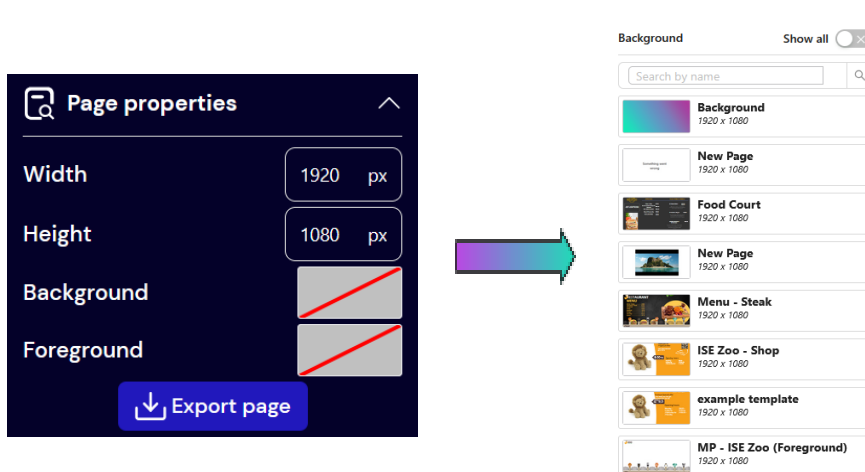 Page properties
Width
1920 px
Height
1080 px
Background
Foreground
Export page
Background
Show all
Search by name
Background
1920 x 1080
New Page
1920 x 1080
Food Court
1920 x 1080
New Page
1920 x 1080
Menu - Steak
1920 x 1080
ISE Zoo - Shop
1920 x 1080
example template
1920 x 1080
MP - ISE Zoo (Foreground)
1920 x 1080